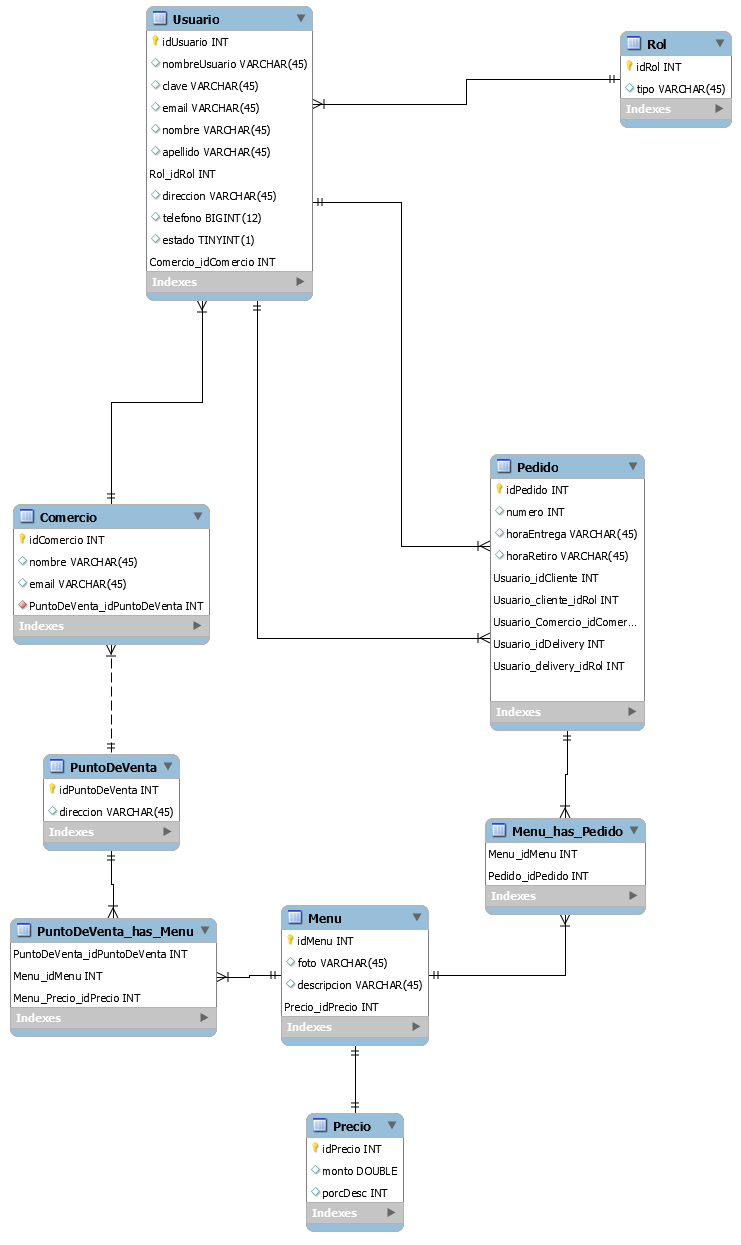 Usuario
idUsuario INT
nombreUsuario VARCHAR(45)
clave VARCHAR(45)
email VARCHAR(45)
nombre VARCHAR(45)
apellido VARCHAR(45)
Rol_idRol INT
direccion VARCHAR(45)
telefono BIGINT(12)
estado TINYINT(1)
Comercio_idComercio INT
Indexes
Rol
idRol INT
tipo VARCHAR(45)
Indexes
Pedido
idPedido INT
numero INT
horaEntrega VARCHAR(45)
horaRetiro VARCHAR(45)
Usuario_idCliente INT
Usuario_cliente_idRol INT
Usuario_Comercio_idComer...
Usuario_idDelivery INT
Usuario_delivery_idRol INT
Indexes
Comercio
idComercio INT
nombre VARCHAR(45)
email VARCHAR(45)
PuntoDeVenta_idPuntoDeVenta INT
Indexes
PuntoDeVenta
idPuntoDeVenta INT
direccion VARCHAR(45)
Indexes
Menu_has_Pedido
Menu_idMenu INT
Pedido_idPedido INT
Indexes
PuntoDeVenta_has_Menu
PuntoDeVenta_idPuntoDeVenta INT
Menu_idMenu INT
Menu_Precio_idPrecio INT
Indexes
Menu
idMenu INT
foto VARCHAR(45)
descripcion VARCHAR(45)
Precio_idPrecio INT
Indexes
Precio
idPrecio INT
monto DOUBLE
porcDesc INT
Indexes